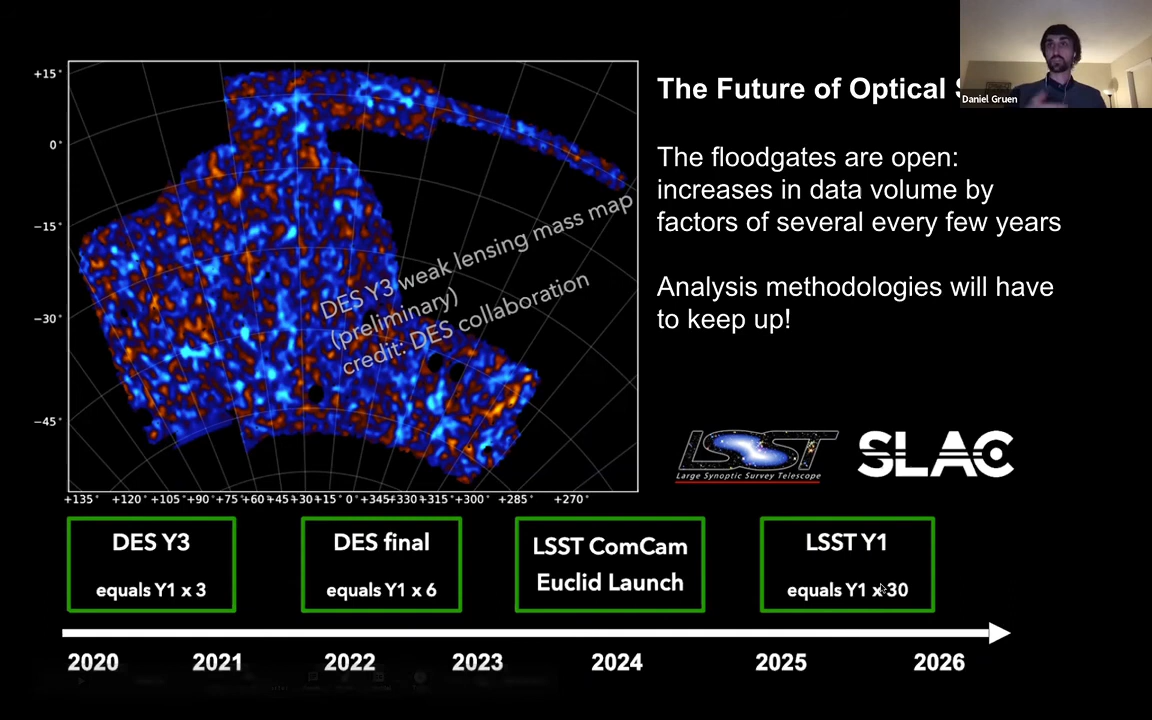 The Future of Optical S
Daniel Gruen
The floodgates are open:
increases in data volume by
factors of several every few years
Analysis methodologies will have
to keep up!
+15°
0°
−15°
−30°
−45°
DES Y3 weak lensing mass map
(preliminary)
credit: DES collaboration
+135° +120° +105° +90° +75° +60° +45° +30° +15° 0° +345° +330° +315° +300° +285° +270°
LSST
Large Synoptic Survey Telescope
SLAC
DES Y3
equals Y1 x 3
DES final
equals Y1 x 6
LSST ComCam
Euclid Launch
LSST Y1
equals Y1 x 30
2020 2021 2022 2023 2024 2025 2026